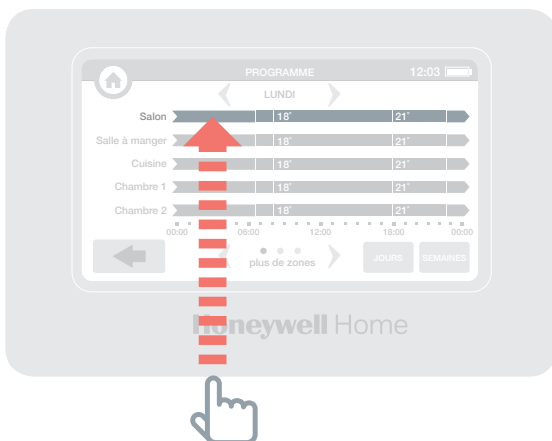 PROGRAMME 12:03
LUNDI
Salon 18° 21°
Salle à manger 18° 21°
Cuisine 18° 21°
Chambre 1 18° 21°
Chambre 2 18° 21°
00:00 06:00 12:00 18:00 00:00
plus de zones JOURS SEMAINES
Honeywell Home